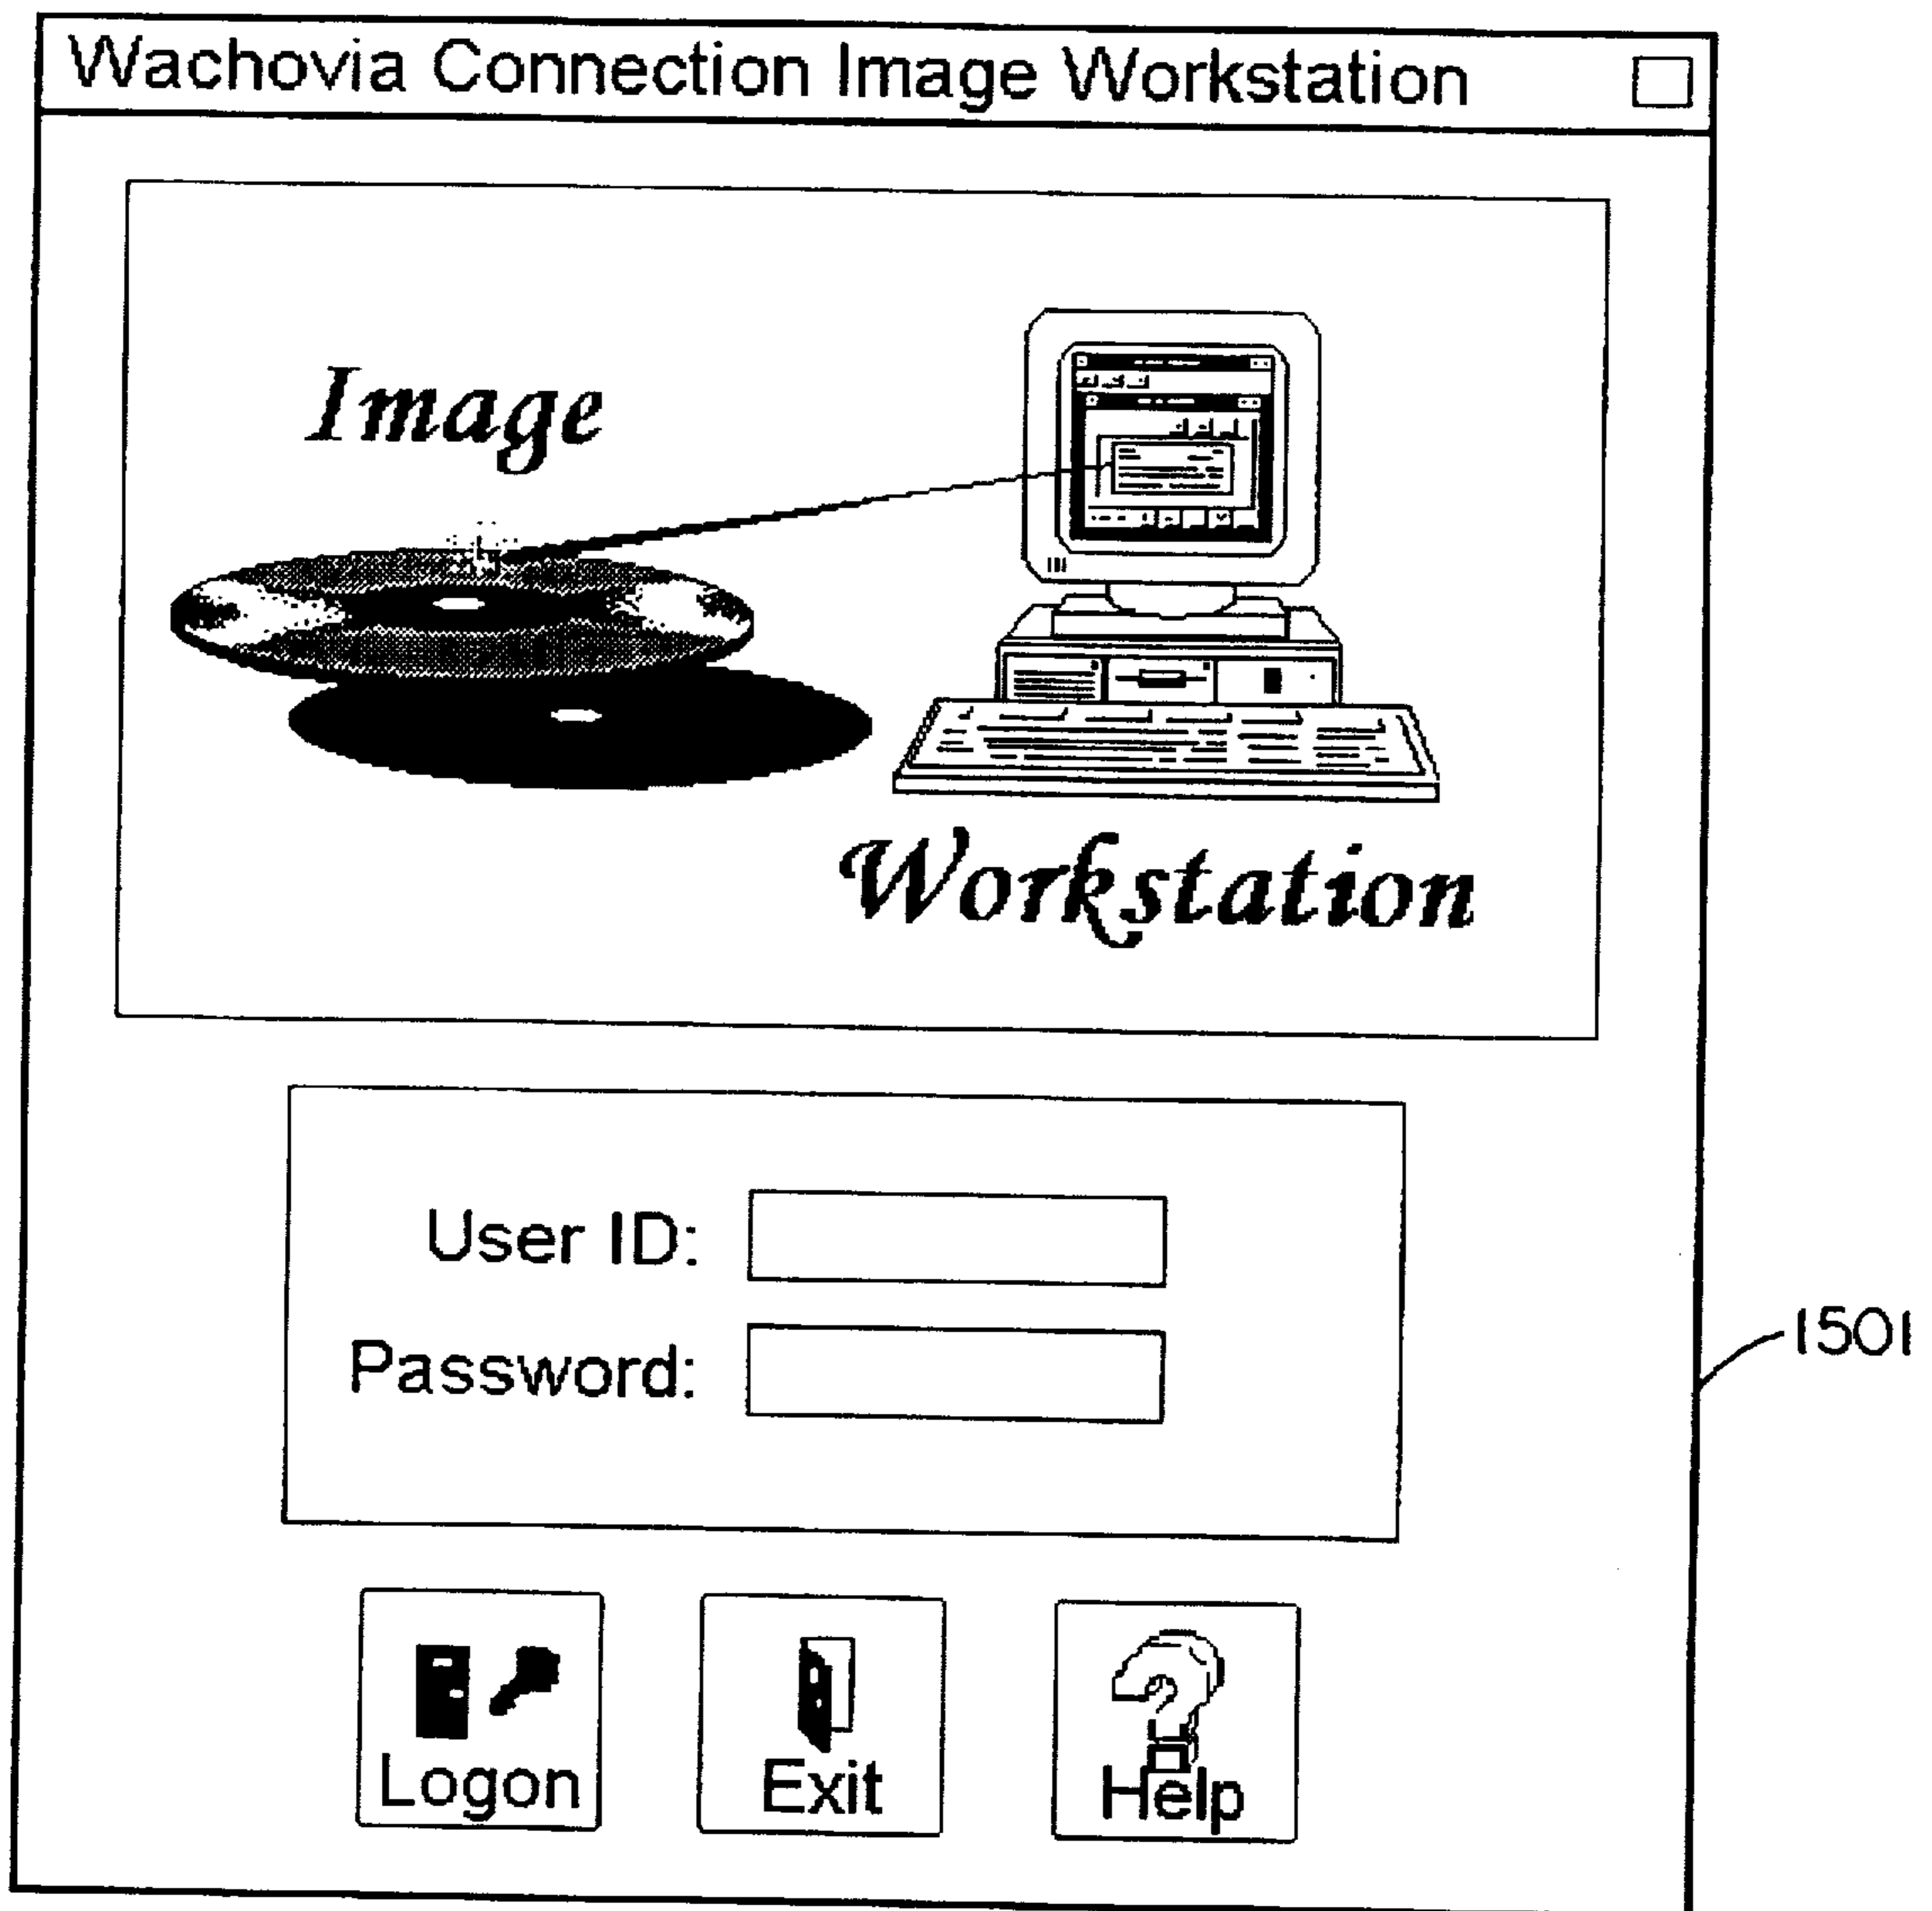 Wachovia Connection Image Workstation
Image
Workstation
User ID:
Password:
1501
Logon
Exit
Help